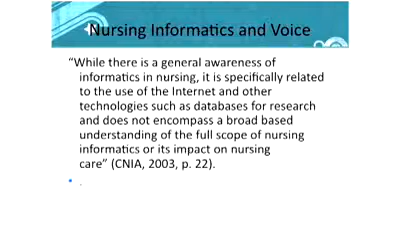 Nursing Informatics and Voice
“While there is a general awareness of
informatics in nursing, it is specifically related
to the use of the Internet and other
technologies such as databases for research
and does not encompass a broad based
understanding of the full scope of nursing
informatics or its impact on nursing
care” (CNIA, 2003, p. 22).
• .